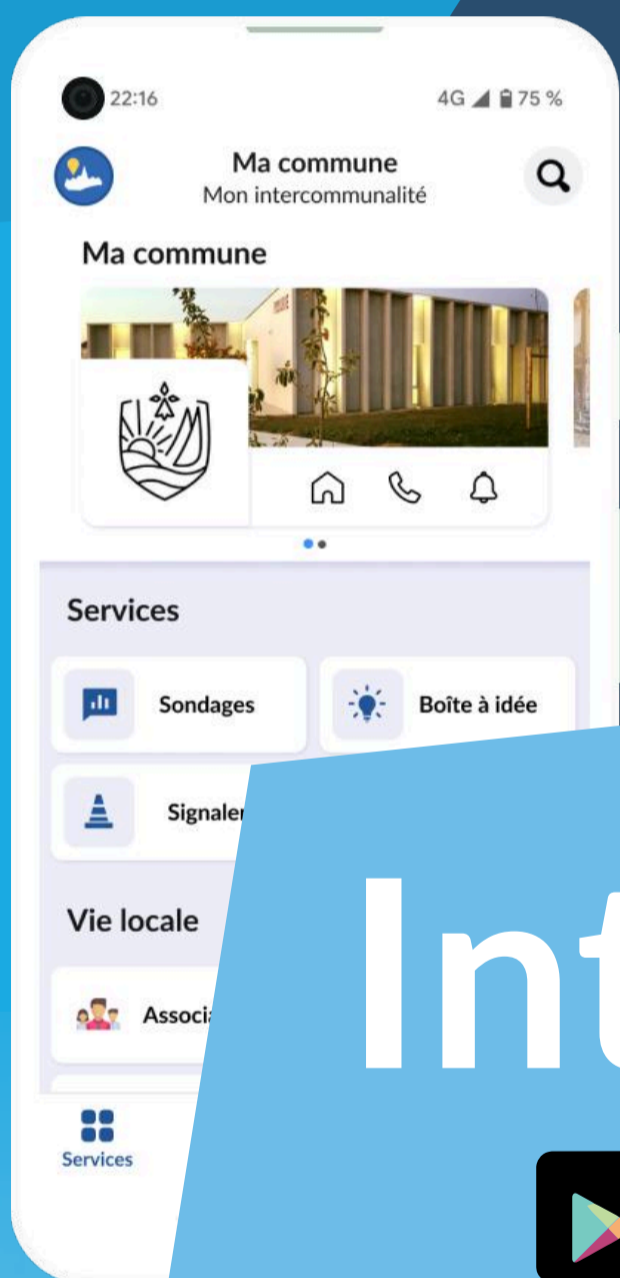 22:16 4G 75 %
Ma commune
Mon intercommunalité
Ma commune
Services
Sondages Boîte à idée
Vie locale
Services